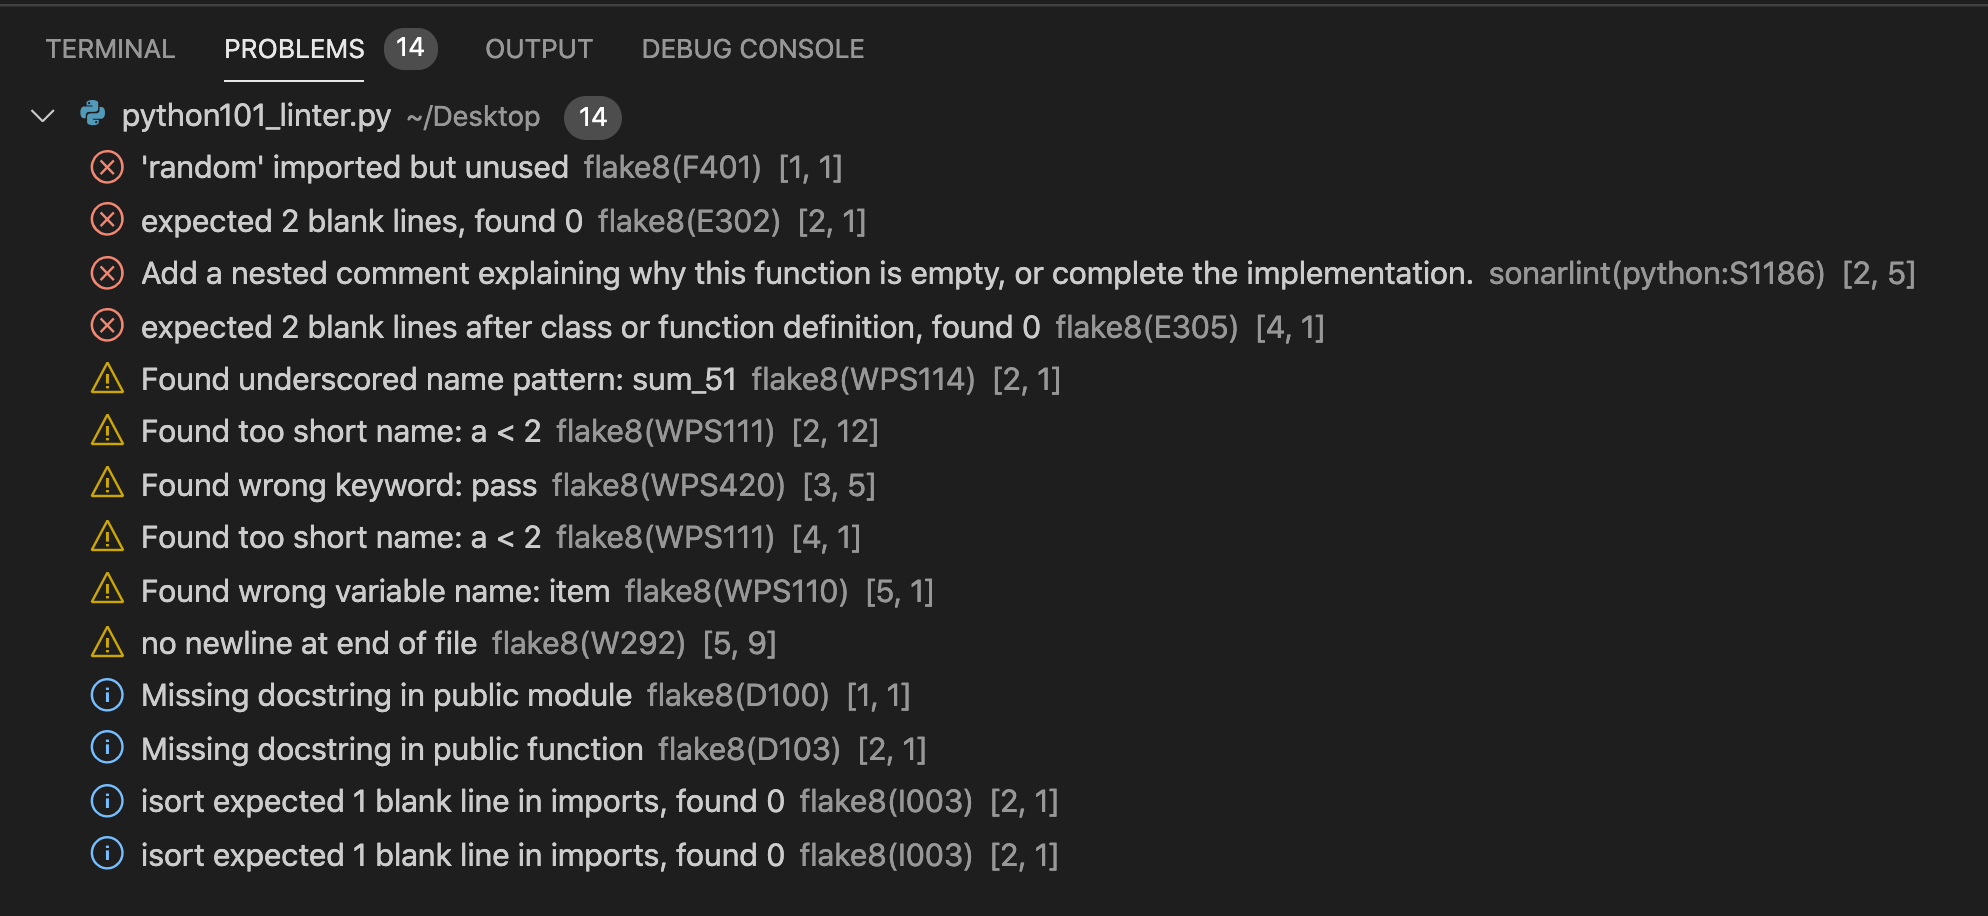 TERMINAL PROBLEMS 14 OUTPUT DEBUG CONSOLE
python101_linter.py ~/Desktop 14
'random' imported but unused flake8(F401) [1, 1]
expected 2 blank lines, found 0 flake8(E302) [2, 1]
Add a nested comment explaining why this function is empty, or complete the implementation. sonarlint(python:S1186) [2, 5]
expected 2 blank lines after class or function definition, found 0 flake8(E305) [4, 1]
Found underscored name pattern: sum_51 flake8(WPS114) [2, 1]
Found too short name: a < 2 flake8(WPS111) [2, 12]
Found wrong keyword: pass flake8(WPS420) [3, 5]
Found too short name: a < 2 flake8(WPS111) [4, 1]
Found wrong variable name: item flake8(WPS110) [5, 1]
no newline at end of file flake8(W292) [5, 9]
Missing docstring in public module flake8(D100) [1, 1]
Missing docstring in public function flake8(D103) [2, 1]
isort expected 1 blank line in imports, found 0 flake8(I003) [2, 1]
isort expected 1 blank line in imports, found 0 flake8(I003) [2, 1]